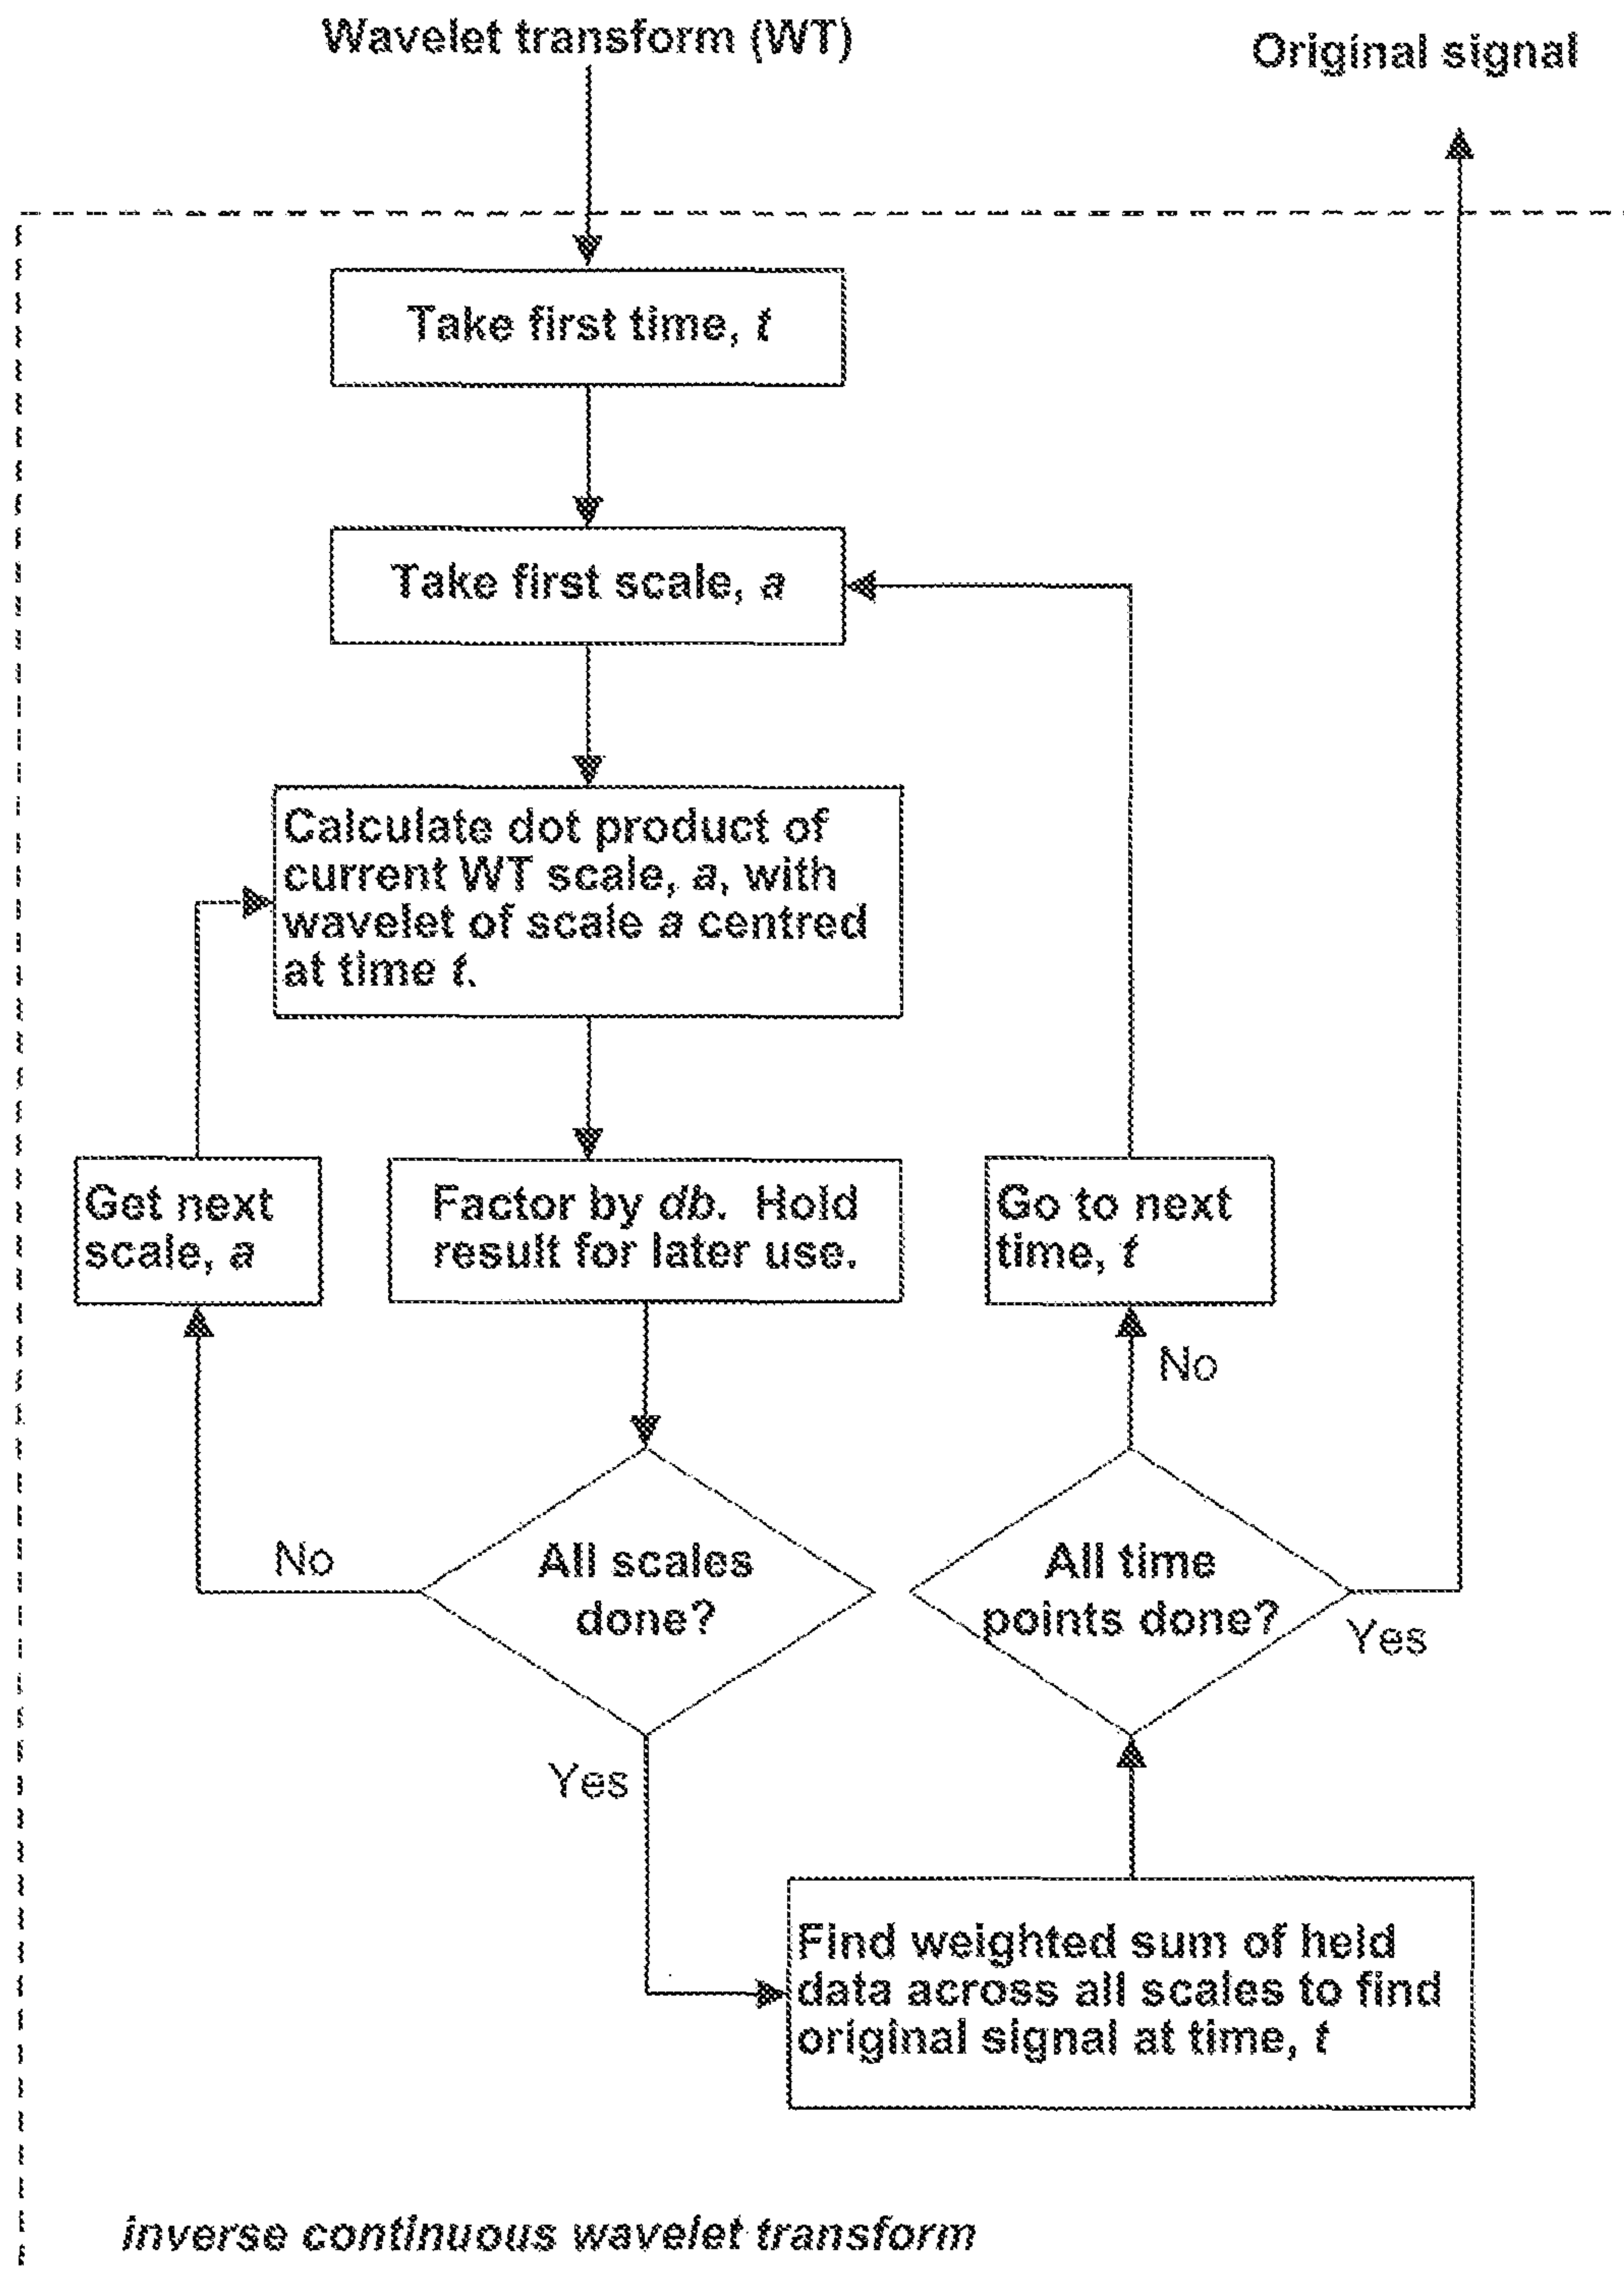 Wavelet transform (WT)
Original signal
Take first time, t
Take first scale, a
Calculate dot product of
current WT scale, a, with
wavelet of scale a centred
at time t.
Get next
scale, a
Factor by db. Hold
result for later use.
Go to next
time, t
No
No
All scales
done?
All time
points done?
Yes
Yes
Find weighted sum of held
data across all scales to find
original signal at time, t
inverse continuous wavelet transform